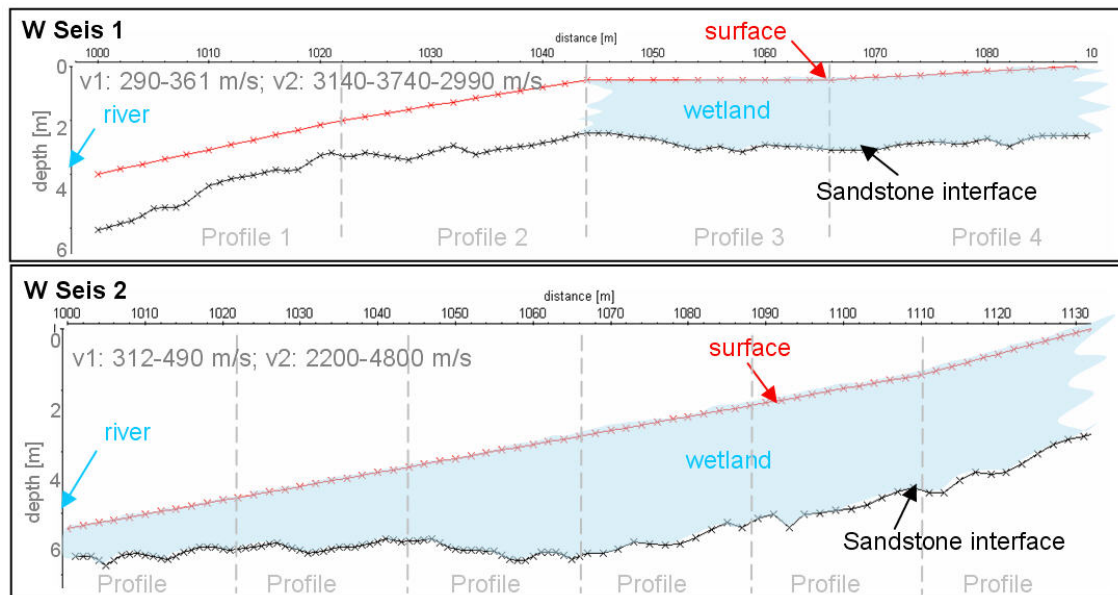 W Seis 1
distance [m]
1000 1010 1020 1030 1040 1050 1060 1070 1080 10
surface
0
v1: 290-361 m/s; v2: 3140-3740-2990 m/s
river
wetland
2
depth [m]
4
Sandstone interface
6
Profile 1 Profile 2 Profile 3 Profile 4
W Seis 2
distance [m]
1000 1010 1020 1030 1040 1050 1060 1070 1080 1090 1100 1110 1120 1130
0
v1: 312-490 m/s; v2: 2200-4800 m/s
surface
2
river
wetland
depth [m]
4
Sandstone interface
6
Profile Profile Profile Profile Profile Profile